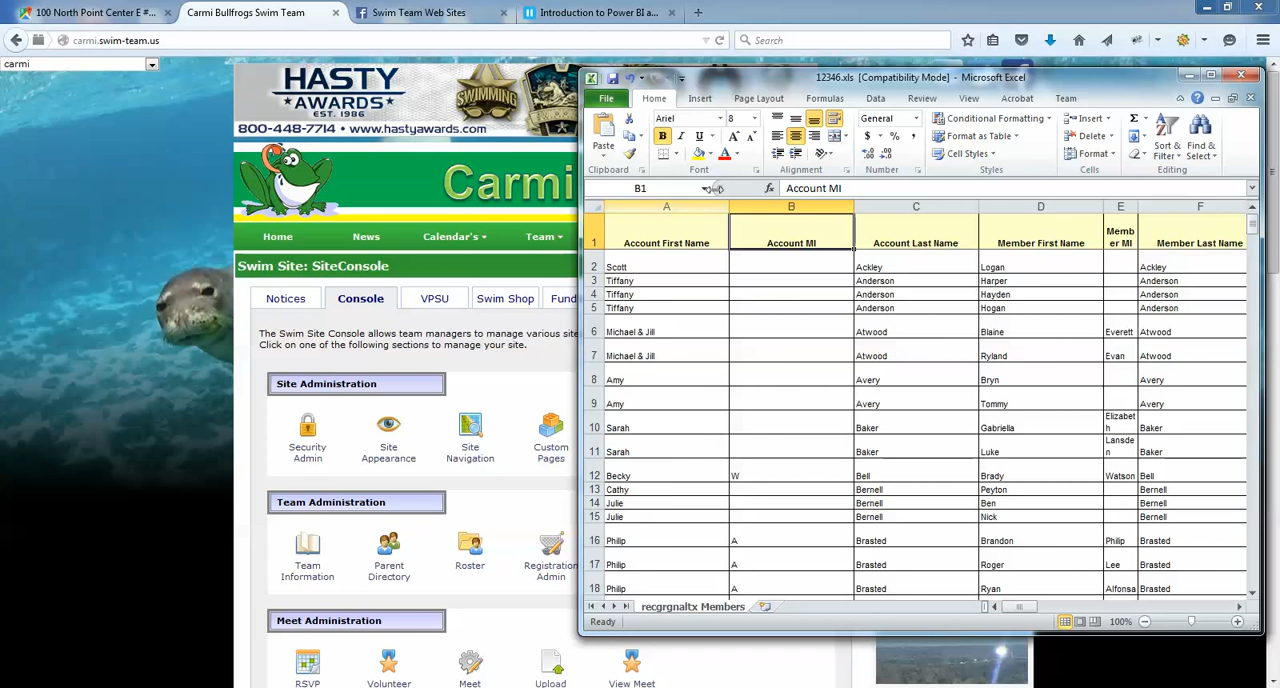 100 North Point Center E #...
Carmi Bullfrogs Swim Team
Swim Team Web Sites
Introduction to Power BI a...
carmi.swim-team.us
Search
carmi
HASTY
AWARDS
EST. 1986
800-448-7714 • www.hastyawards.com
SWIMMING
Carmi
Home
News
Calendar's
Team
Swim Site: SiteConsole
Notices
Console
VPSU
Swim Shop
Fund
The Swim Site Console allows team managers to manage various site
Click on one of the following sections to manage your site.
Site Administration
Security Admin
Site Appearance
Site Navigation
Custom Pages
Team Administration
Team Information
Parent Directory
Roster
Registration Admin
Meet Administration
RSVP
Volunteer
Meet
Upload
View Meet
12346.xls [Compatibility Mode] - Microsoft Excel
File Home Insert Page Layout Formulas Data Review View Acrobat Team
Paste
Arial 8
General
Conditional Formatting
Format as Table
Cell Styles
Insert
Delete
Format
Sort & Filter
Find & Select
Clipboard Font Alignment Number Styles Cells Editing
B1 fx Account MI
A B C D E F
1 Account First Name Account MI Account Last Name Member First Name Member MI Member Last Name
2 Scott Ackley Logan Ackley
3 Tiffany Anderson Harper Anderson
4 Tiffany Anderson Hayden Anderson
5 Tiffany Anderson Hogan Anderson
6 Michael & Jill Atwood Blaine Everett Atwood
7 Michael & Jill Atwood Ryland Evan Atwood
8 Amy Avery Bryn Avery
9 Amy Avery Tommy Avery
10 Sarah Baker Gabriella Elizabeth Baker
11 Sarah Baker Luke Lansden Baker
12 Becky W Bell Brady Watson Bell
13 Cathy Bernell Peyton Bernell
14 Julie Bernell Ben Bernell
15 Julie Bernell Nick Bernell
16 Philip A Brasted Brandon Philip Brasted
17 Philip A Brasted Roger Lee Brasted
18 Philip A Brasted Ryan Alfonsa Brasted
recgrgnaltx Members
Ready
100%